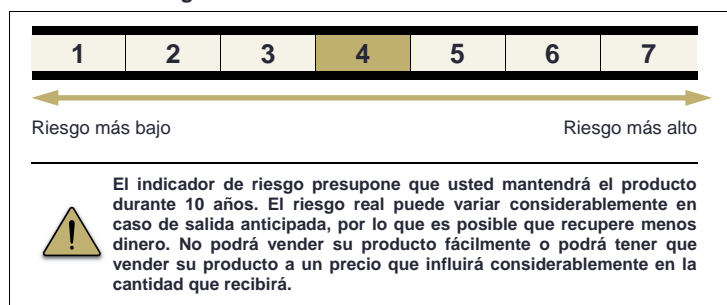 1 2 3 4 5 6 7
Riesgo más bajo Riesgo más alto
El indicador de riesgo presupone que usted mantendrá el producto
durante 10 años. El riesgo real puede variar considerablemente en
caso de salida anticipada, por lo que es posible que recupere menos
dinero. No podrá vender su producto fácilmente o podrá tener que
vender su producto a un precio que influirá considerablemente en la
cantidad que recibirá.